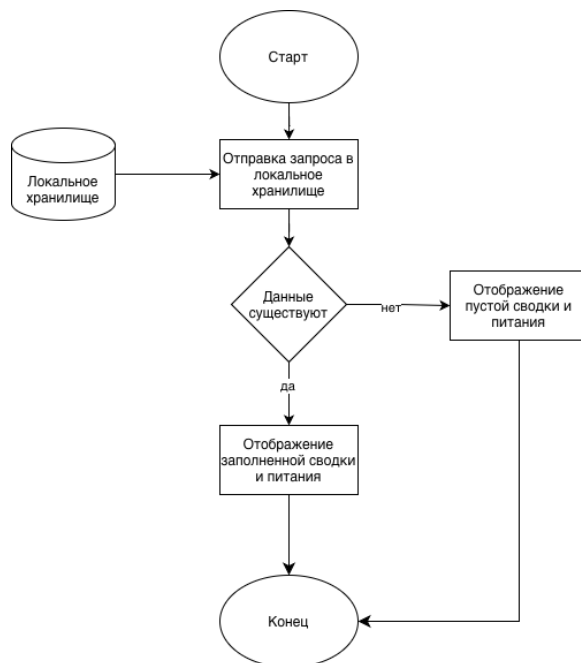 Старт
Отправка запроса в
локальное
хранилище
Локальное
хранилище
Данные
существуют
нет
Отображение
пустой сводки и
питания
да
Отображение
заполненной сводки
и питания
Конец